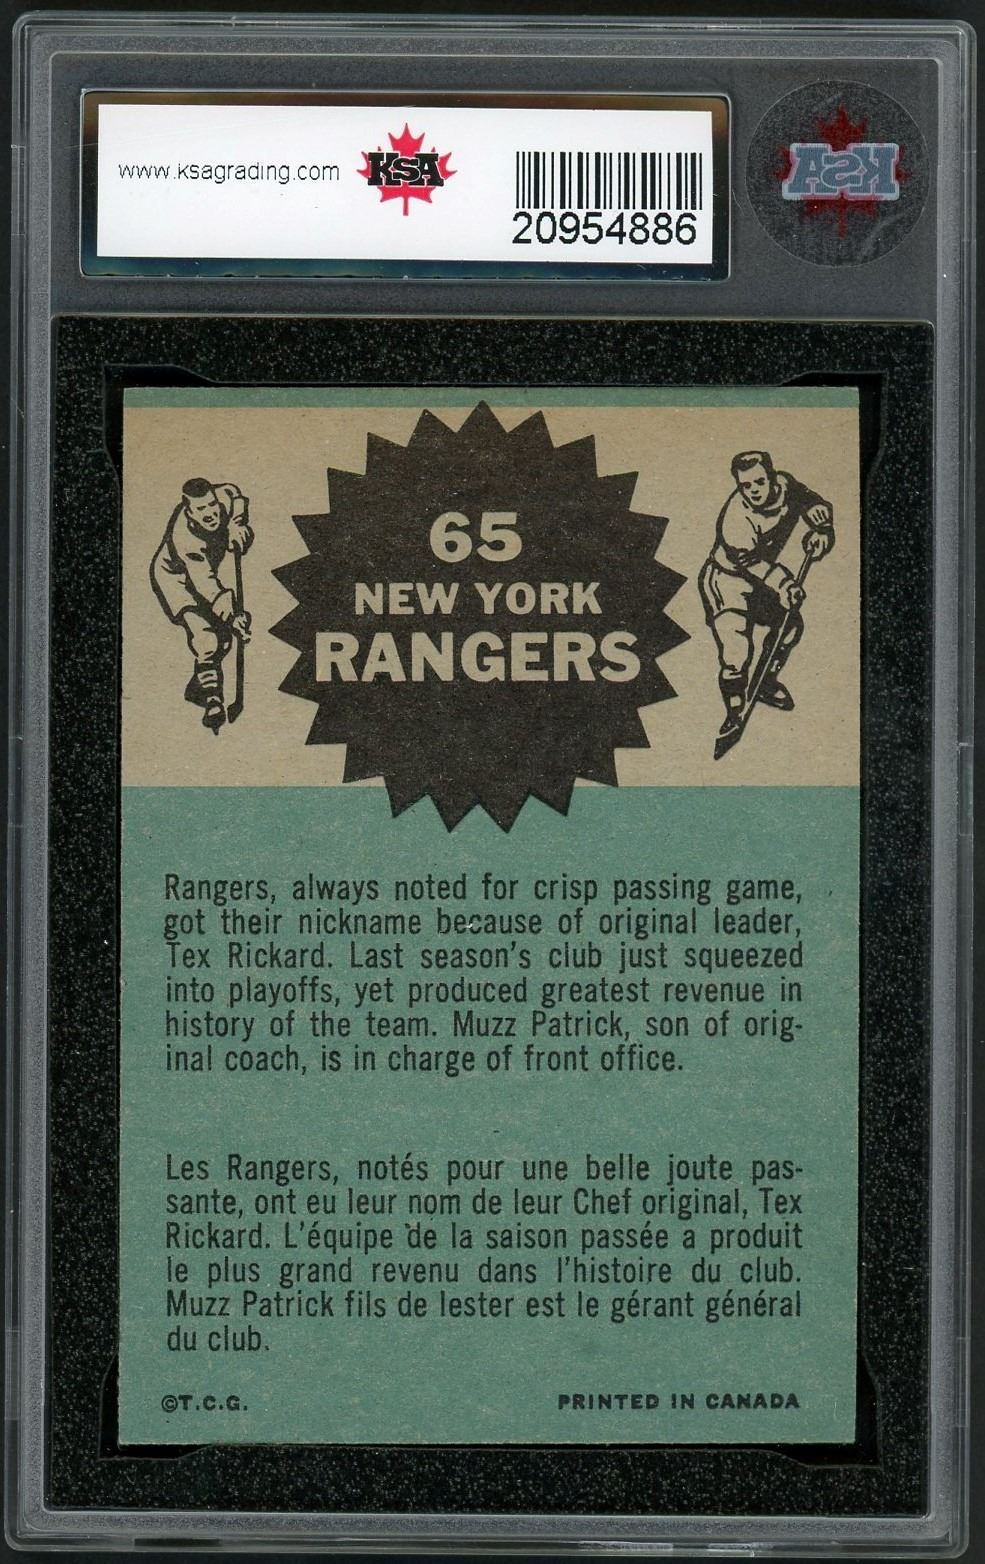 www.ksagrading.com
KSA
20954886
KSA
65
NEW YORK
RANGERS
Rangers, always noted for crisp passing game,
got their nickname because of original leader,
Tex Rickard. Last season's club just squeezed
into playoffs, yet produced greatest revenue in
history of the team. Muzz Patrick, son of orig-
inal coach, is in charge of front office.
Les Rangers, notés pour une belle joute pas-
sante, ont eu leur nom de leur Chef original, Tex
Rickard. L'équipe de la saison passée a produit
le plus grand revenu dans l'histoire du club.
Muzz Patrick fils de lester est le gérant général
du club.
©T.C.G.
PRINTED IN CANADA